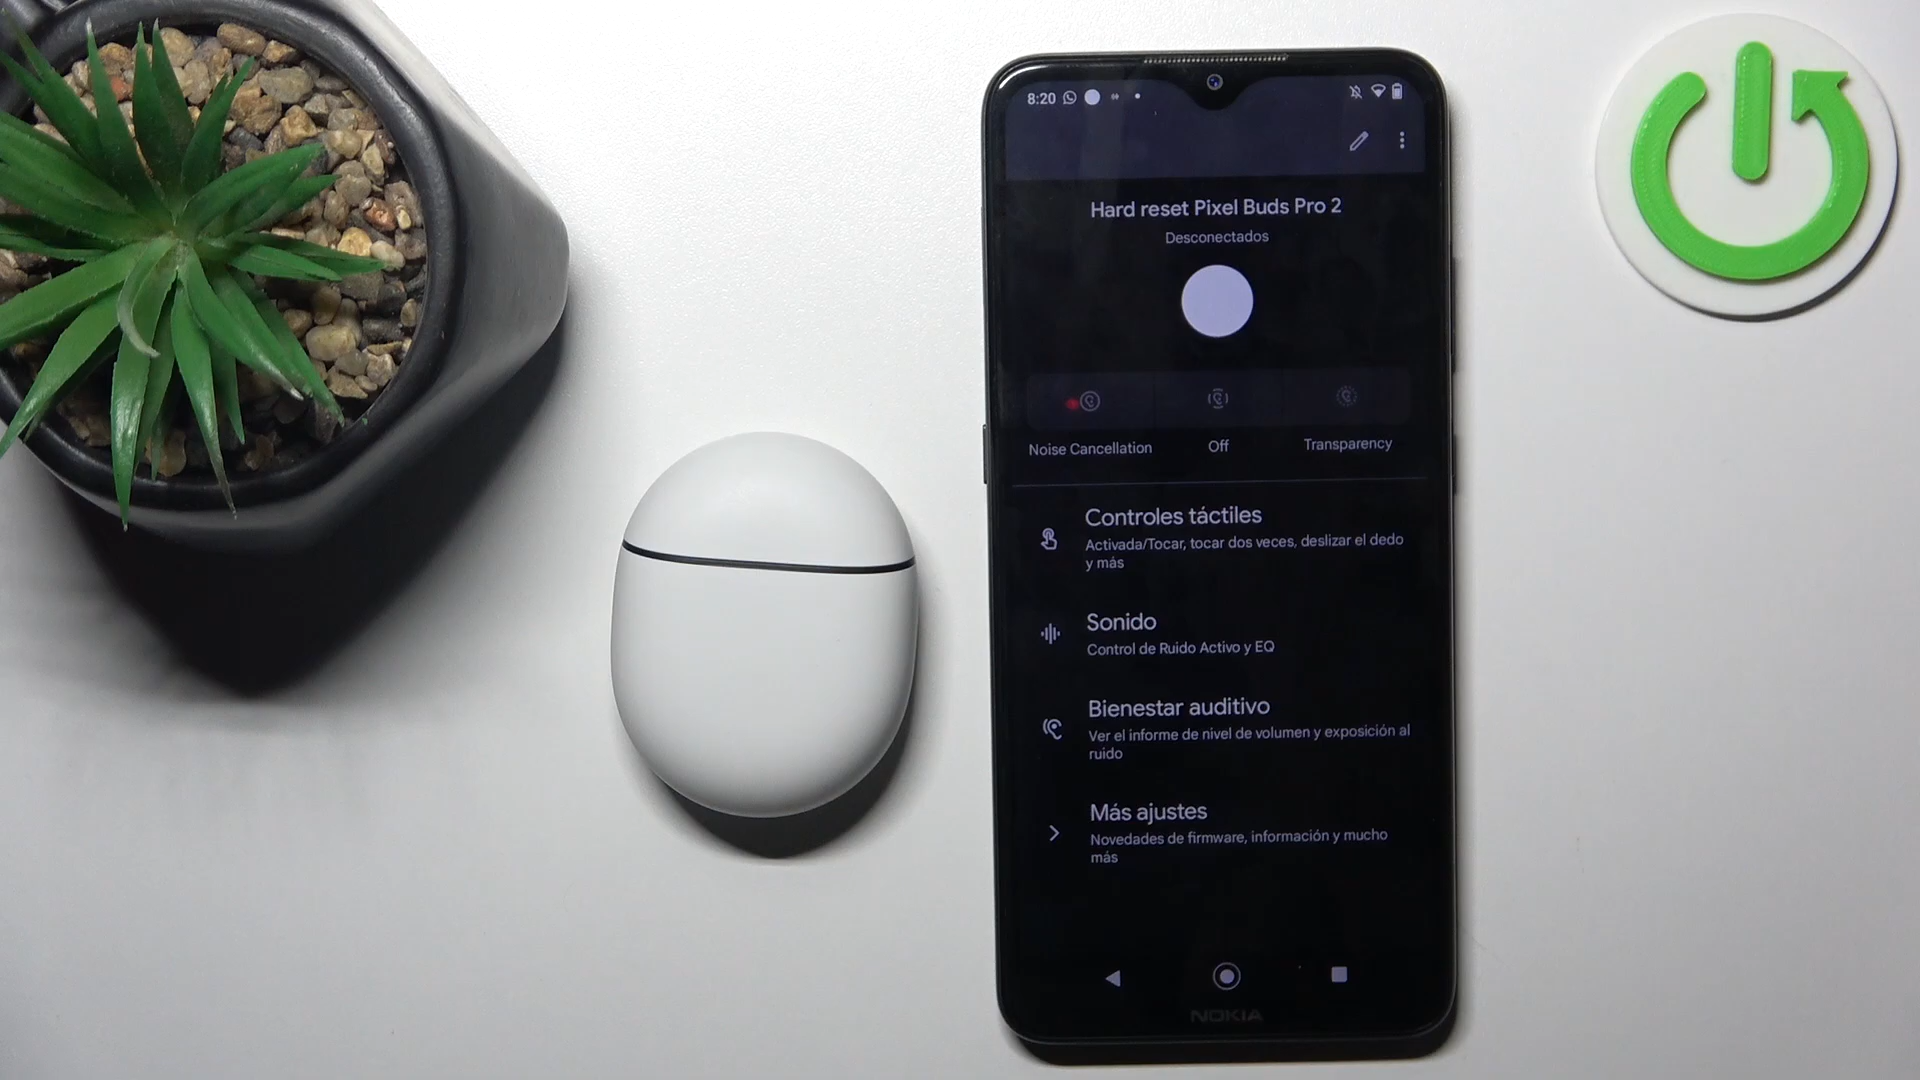 8:20
Hard reset Pixel Buds Pro 2
Desconectados
Noise Cancellation
Off
Transparency
Controles táctiles
Activada/Tocar, tocar dos veces, deslizar el dedo
y más
Sonido
Control de Ruido Activo y EQ
Bienestar auditivo
Ver el informe de nivel de volumen y exposición al
ruido
Más ajustes
Novedades de firmware, información y mucho
más
NOKIA